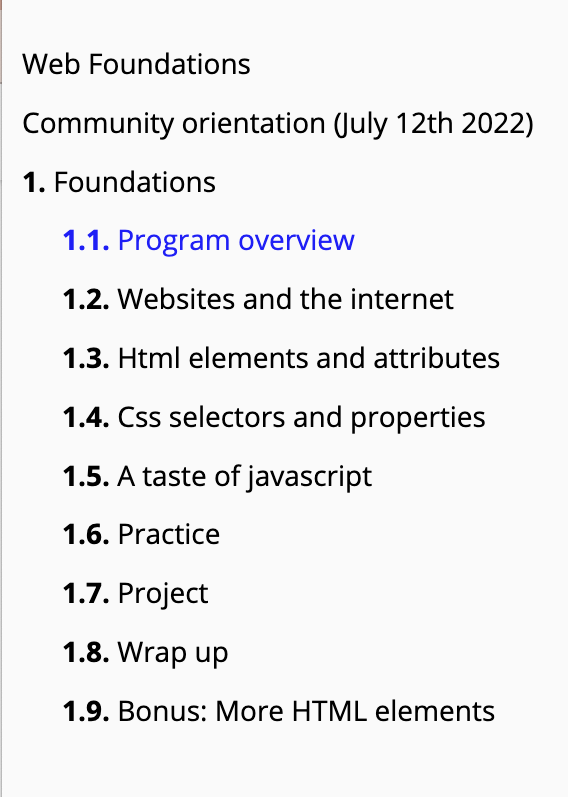 Web Foundations
Community orientation (July 12th 2022)
1. Foundations
1.1. Program overview
1.2. Websites and the internet
1.3. Html elements and attributes
1.4. Css selectors and properties
1.5. A taste of javascript
1.6. Practice
1.7. Project
1.8. Wrap up
1.9. Bonus: More HTML elements